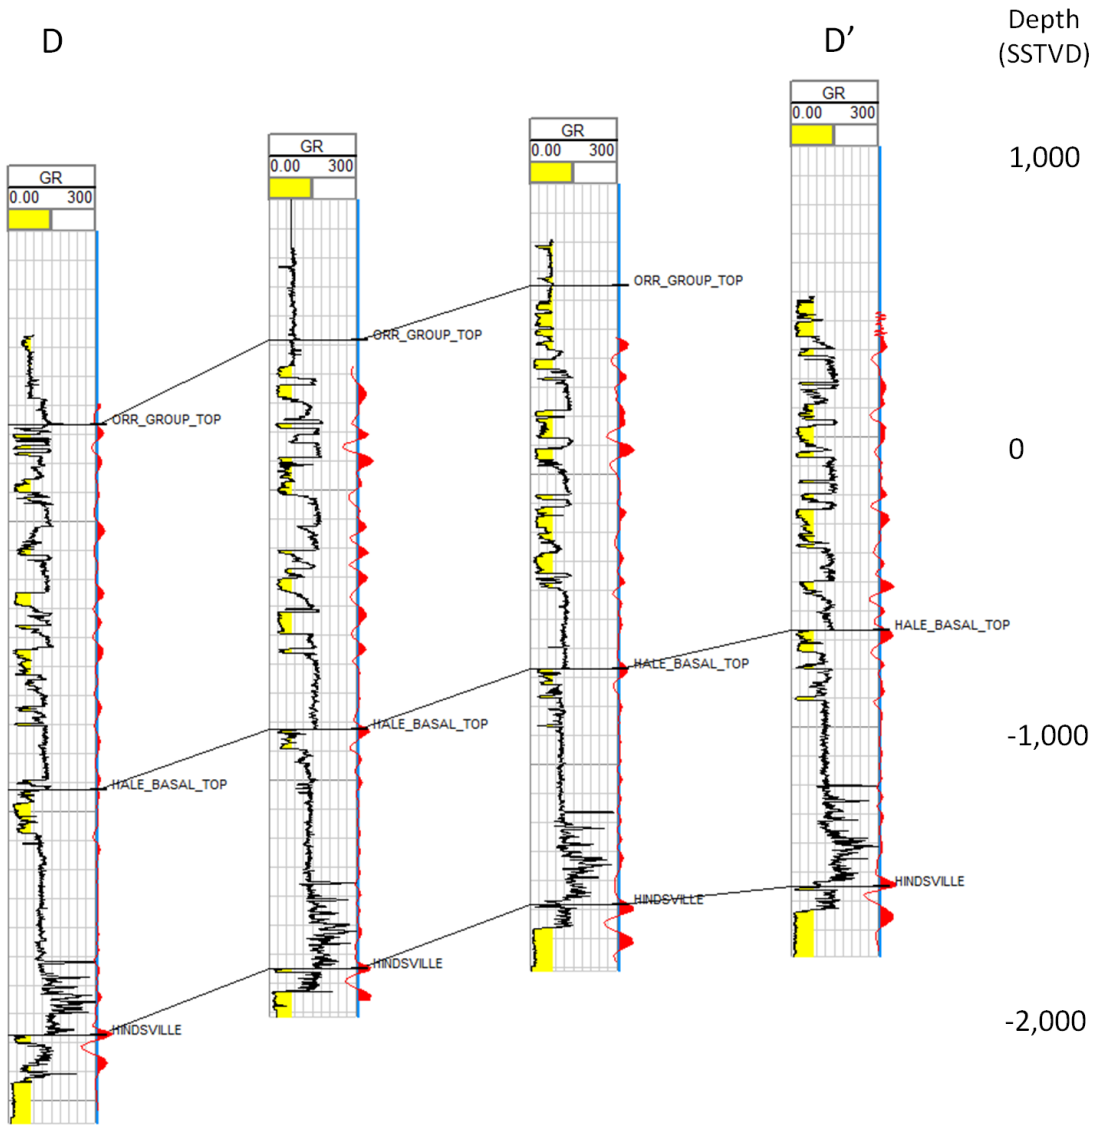 D
D’
Depth
(SSTVD)
GR
0.00 300
GR
0.00 300
GR
0.00 300
GR
0.00 300
1,000
0
-1,000
-2,000
ORR_GROUP_TOP
ORR_GROUP_TOP
ORR_GROUP_TOP
HALE_BASAL_TOP
HALE_BASAL_TOP
HALE_BASAL_TOP
HALE_BASAL_TOP
HINDSVILLE
HINDSVILLE
HINDSVILLE
HINDSVILLE